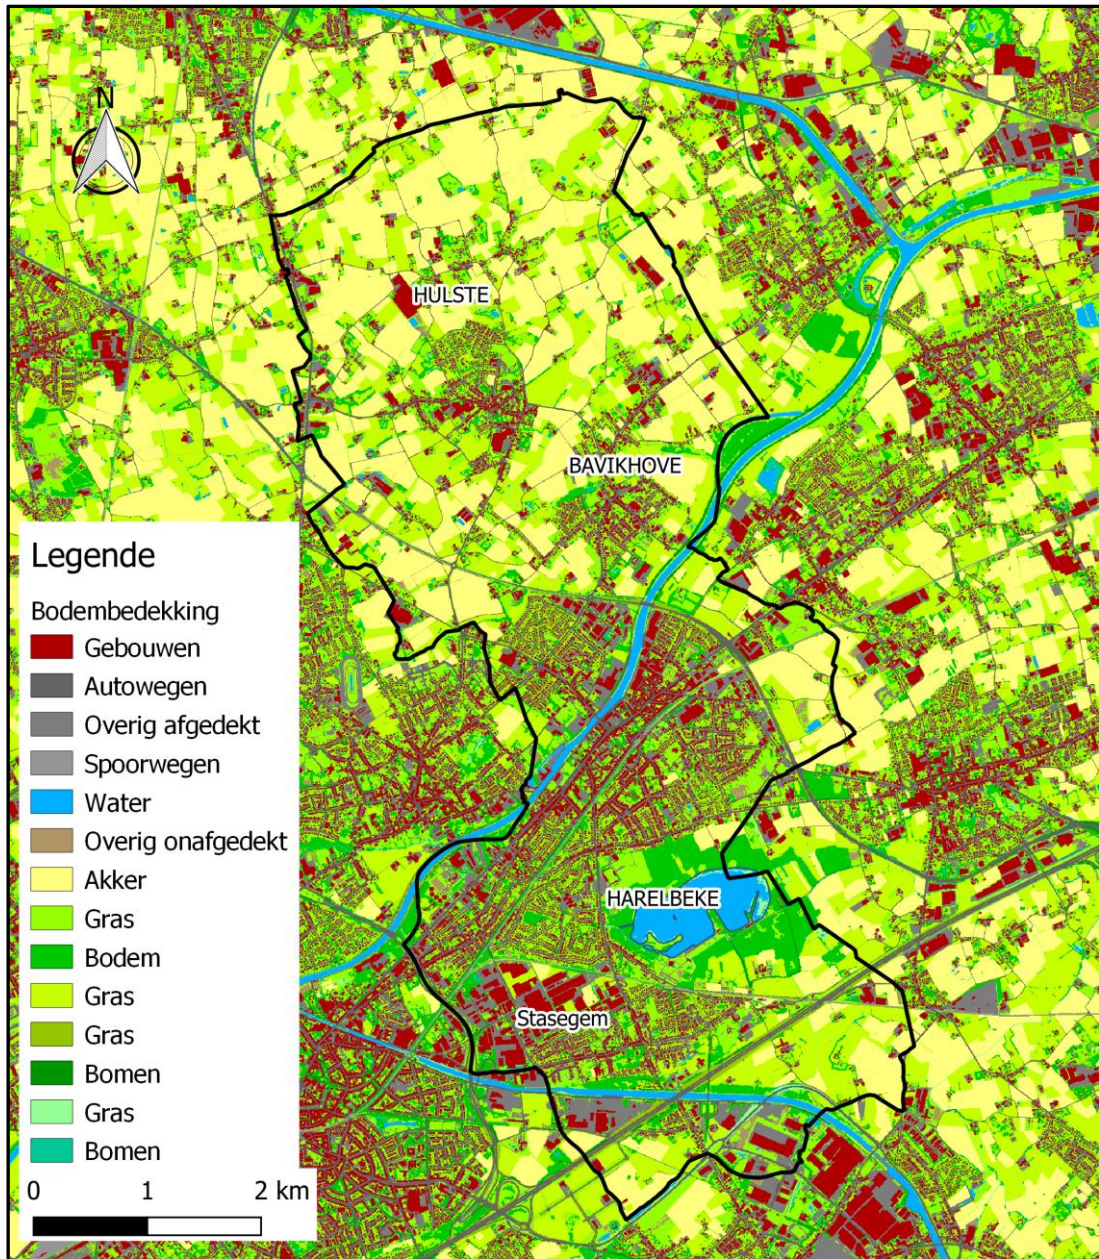 N
HULSTE
BAVIKHOVE
HARELBEKE
Stasegem
Legende
Bodembedekking
Gebouwen
Autowegen
Overig afgedekt
Spoorwegen
Water
Overig onafgedekt
Akker
Gras
Bodem
Gras
Gras
Bomen
Gras
Bomen
0 1 2 km